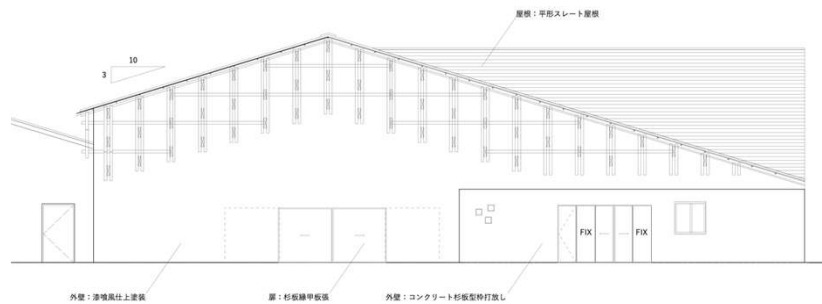 屋根：平形スレート屋根
10
3
FIX
FIX
外壁：漆喰風仕上塗装
扉：杉板縁甲板張
外壁：コンクリート杉板型枠打放し